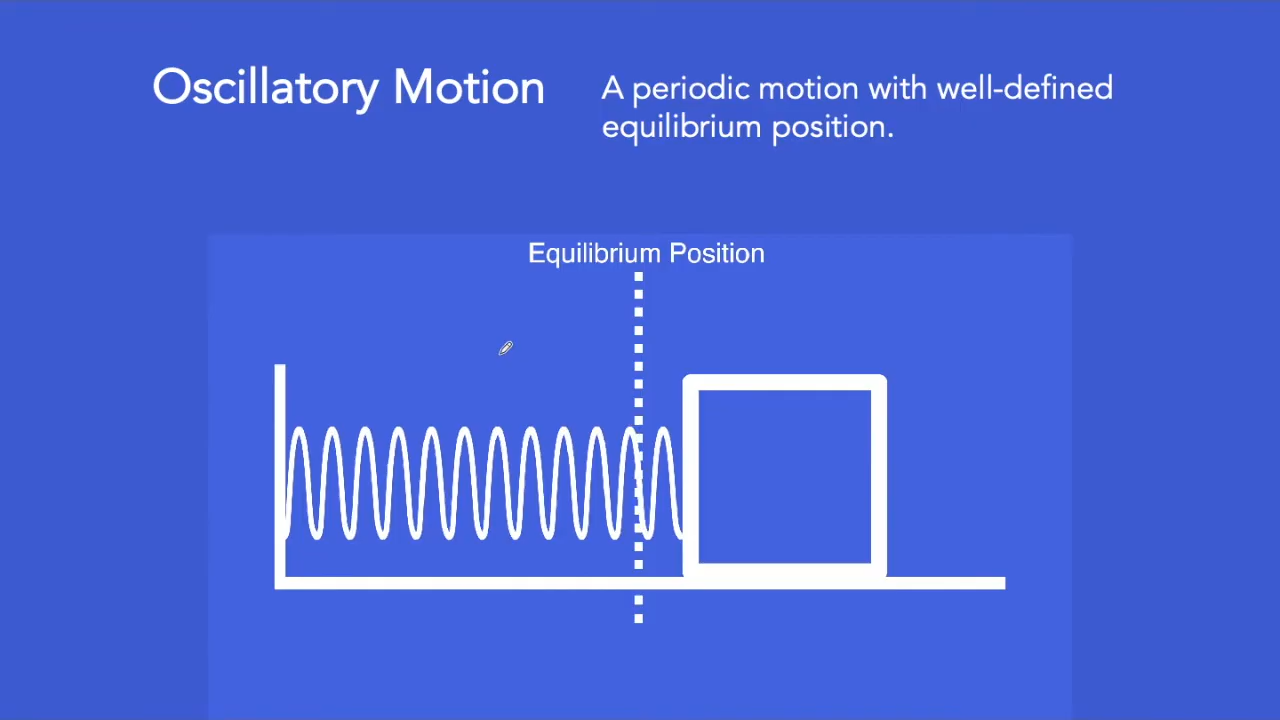 Oscillatory Motion
A periodic motion with well-defined
equilibrium position.
Equilibrium Position